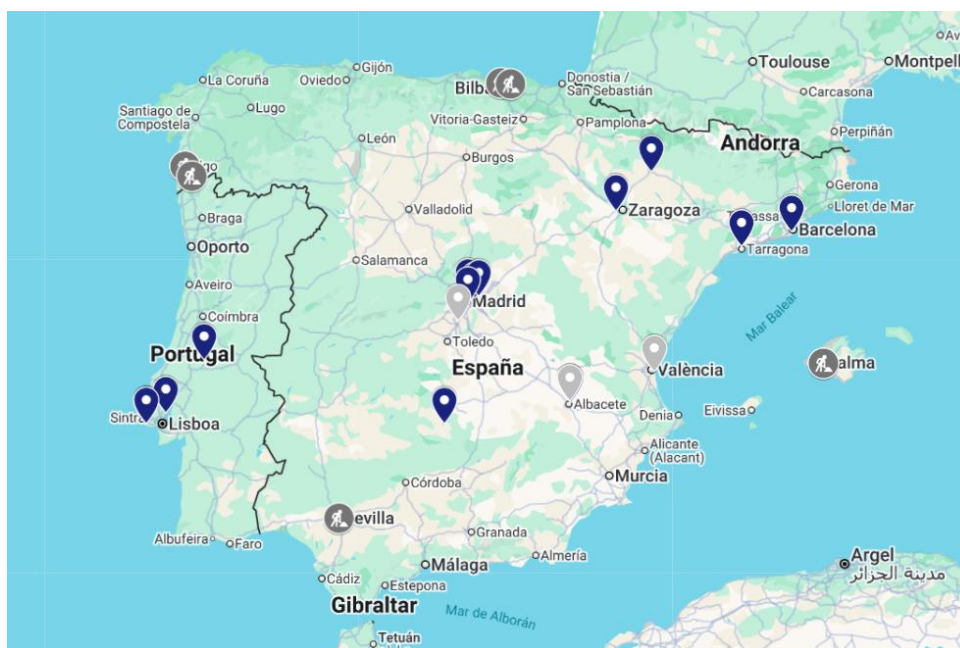 Gijón
La Coruña
Oviedo
Toulouse
Montpell
Av
Bilb
Donostia /
San Sebastián
Carcasona
Lugo
Santiago de
Compostela
Vitoria-Gasteiz
Pamplona
Perpiñán
León
Andorra
Burgos
igo
Gerona
Braga
Valladolid
Zaragoza
Lloret de Mar
Barcelona
Oporto
Tarragona
Salamanca
Aveiro
Madrid
Mar Balear
Coímbra
Toledo
Portugal
España
València
alma
Albacete
Eivissa
Denia
Sintra
Lisboa
Alicante
(Alacant)
Murcia
Córdoba
evilla
Granada
Albufeira
Faro
Almería
Argel
مدينة الجزائر
Málaga
Cádiz
Estepona
Gibraltar
Mar de Alborán
Tetuán